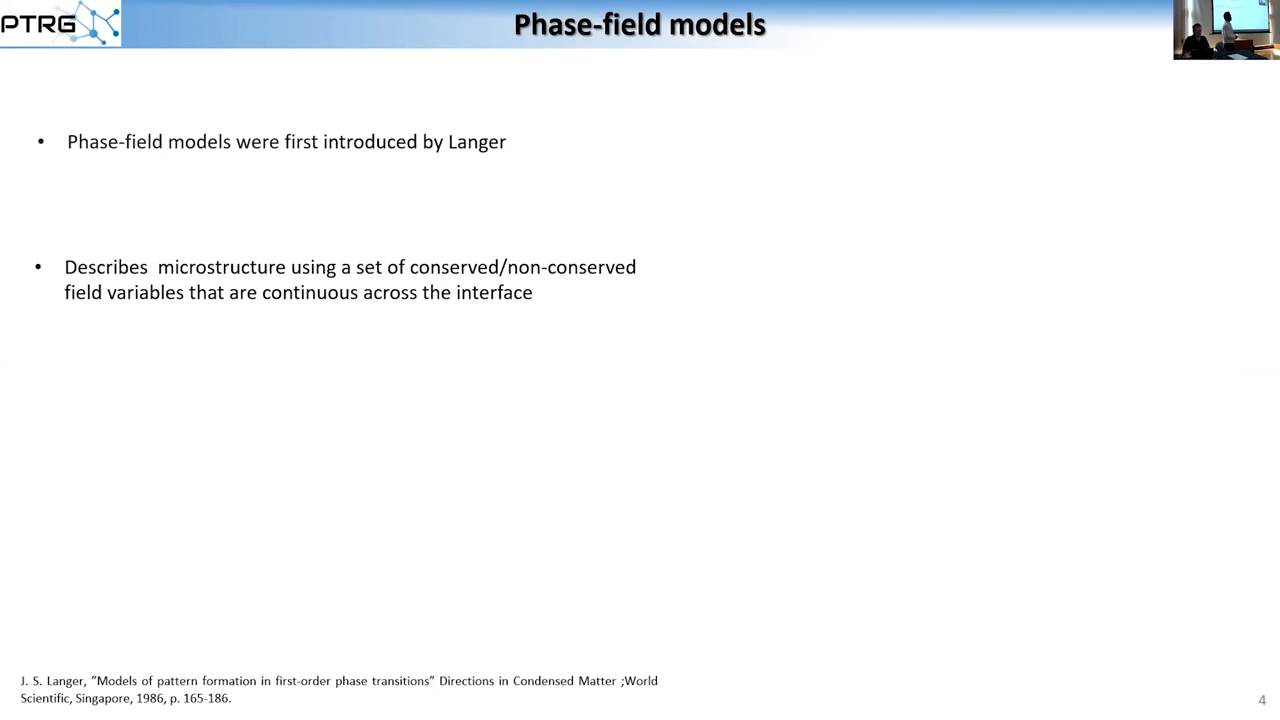 PTRG
Phase-field models
• Phase-field models were first introduced by Langer
• Describes microstructure using a set of conserved/non-conserved
field variables that are continuous across the interface
J. S. Langer, ”Models of pattern formation in first-order phase transitions” Directions in Condensed Matter ;World
Scientific, Singapore, 1986, p. 165-186.
4